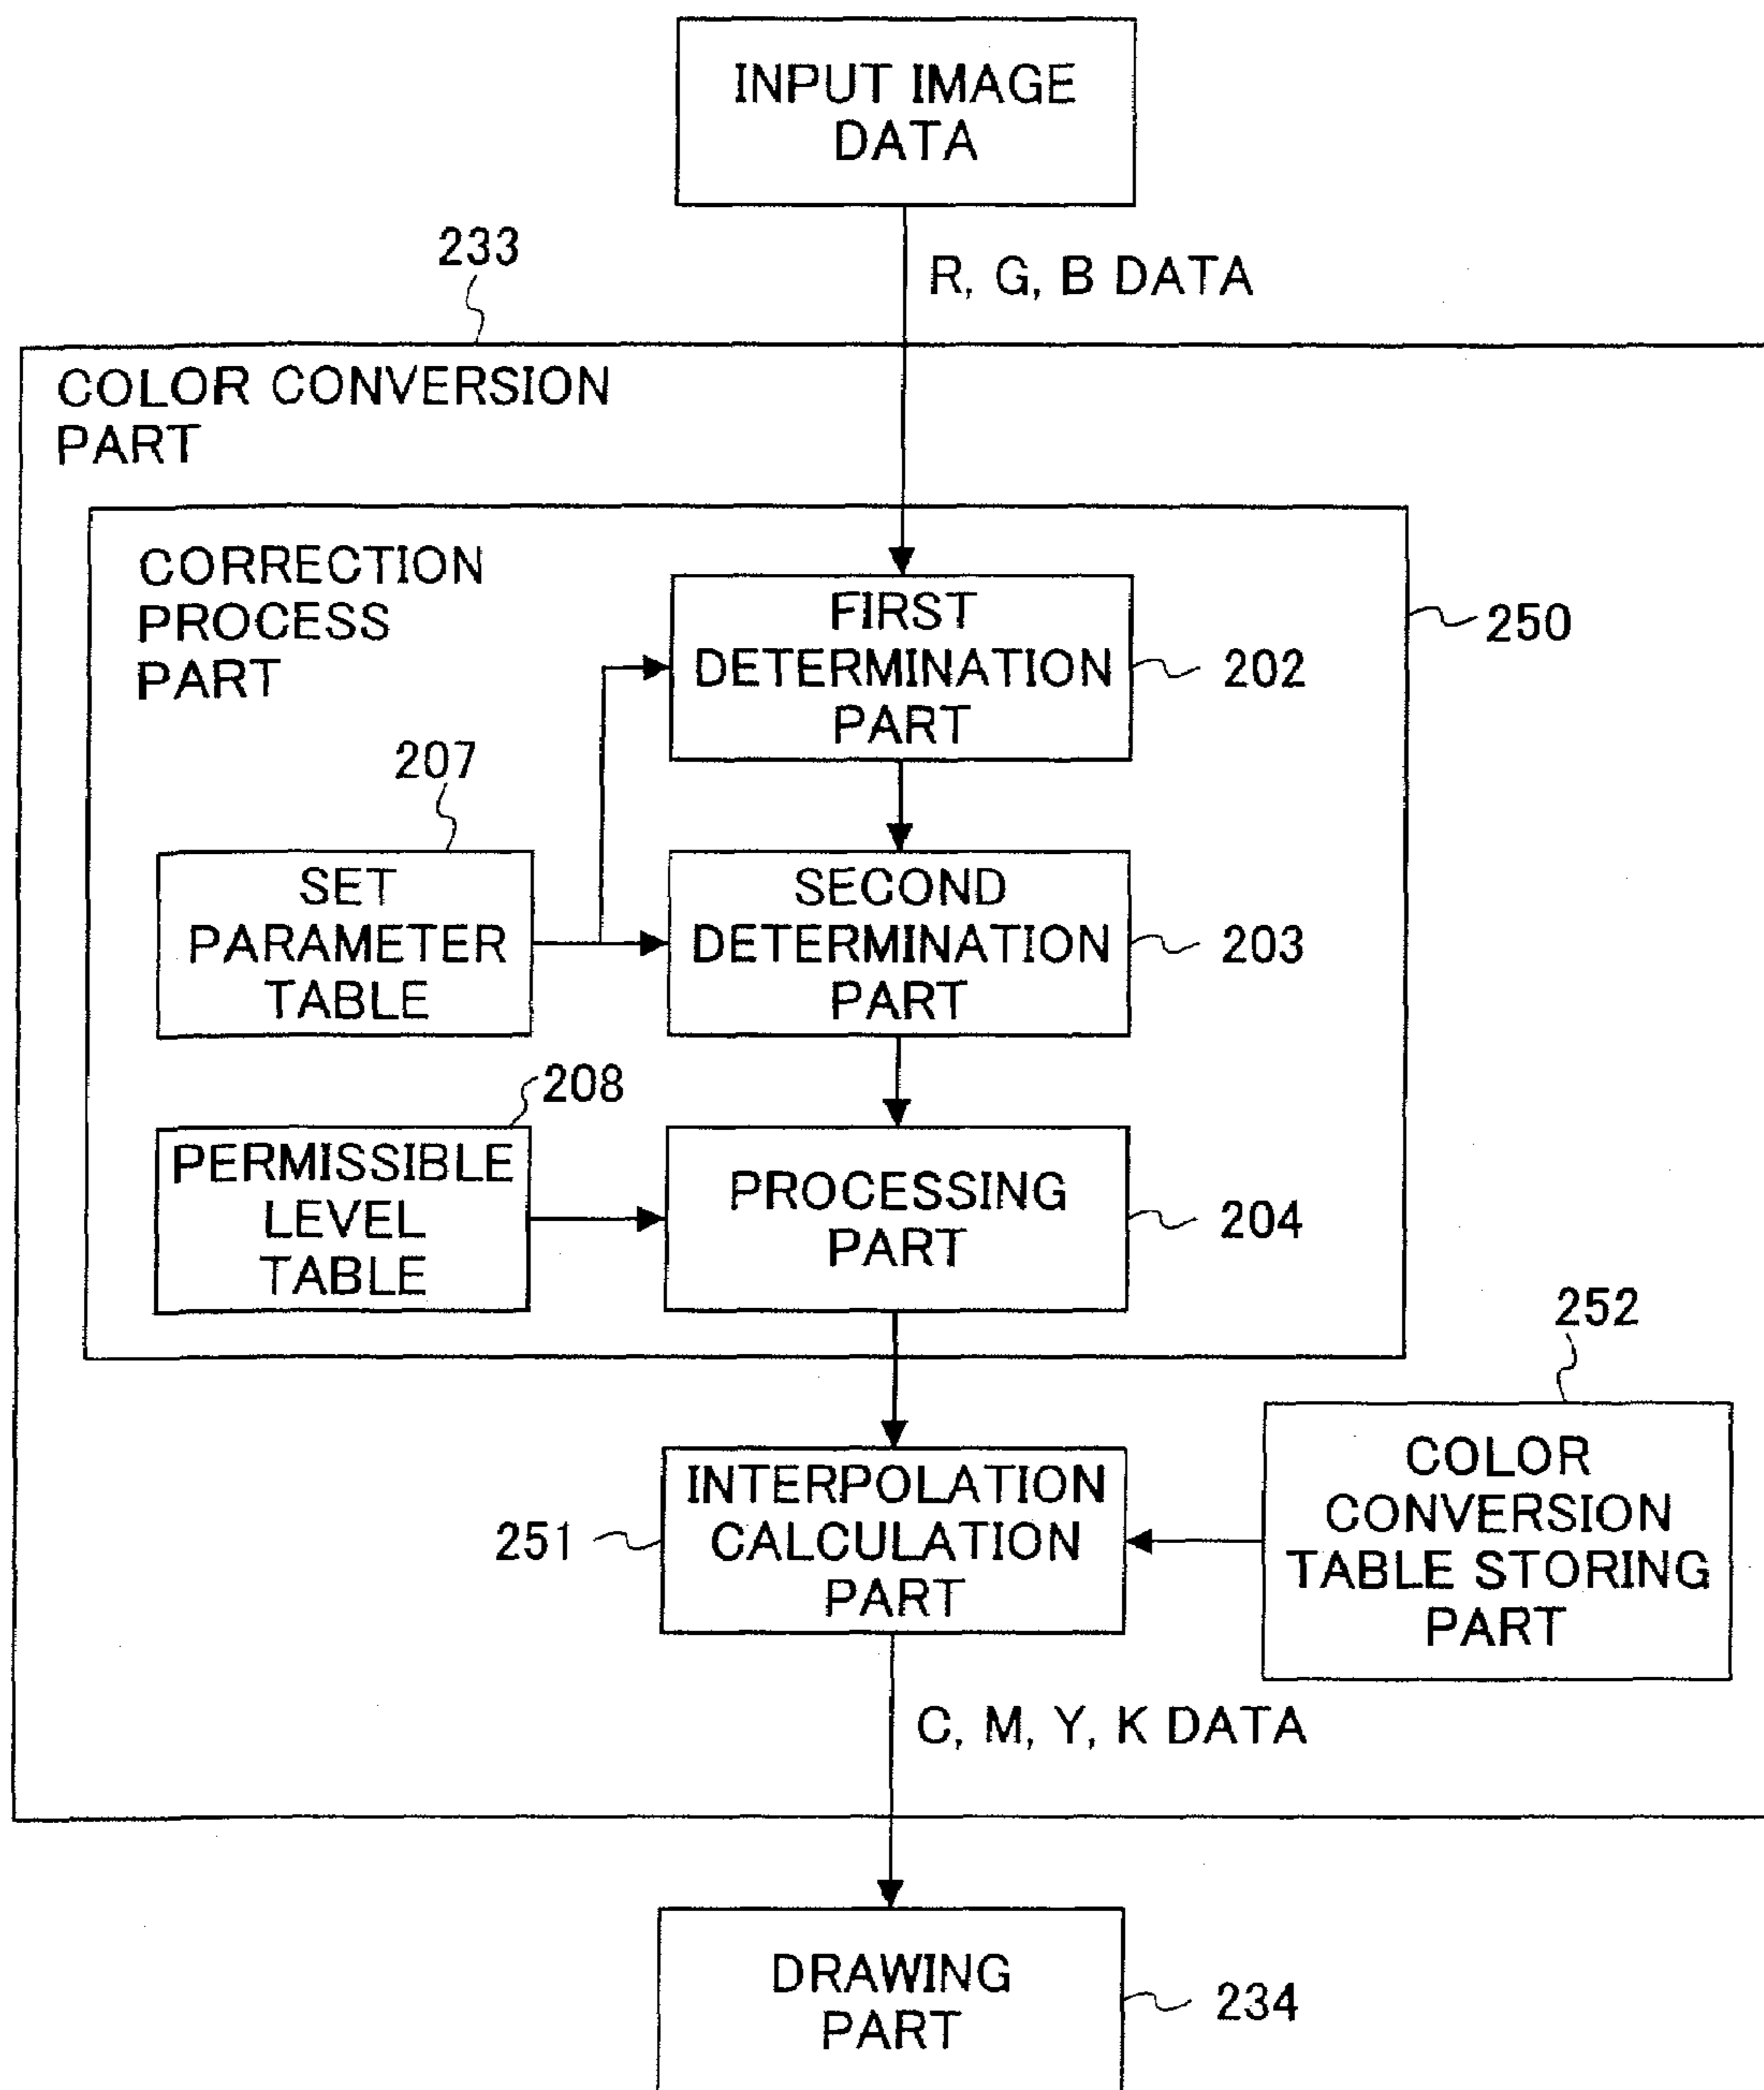 INPUT IMAGE
DATA
233
R, G, B DATA
COLOR CONVERSION
PART
CORRECTION
PROCESS
PART
FIRST
DETERMINATION
PART
250
202
207
SET
PARAMETER
TABLE
SECOND
DETERMINATION
PART
203
208
PERMISSIBLE
LEVEL
TABLE
PROCESSING
PART
204
252
INTERPOLATION
CALCULATION
PART
251
COLOR
CONVERSION
TABLE STORING
PART
C, M, Y, K DATA
DRAWING
PART
234